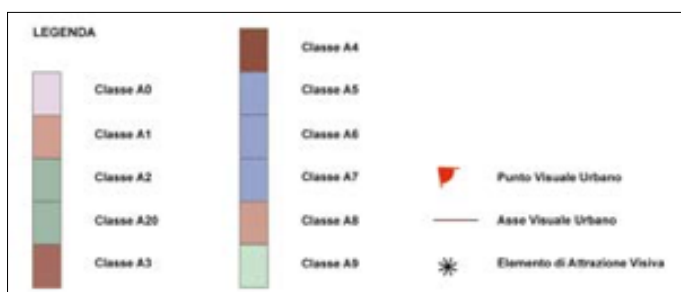 LEGENDA
Classe A0
Classe A1
Classe A2
Classe A20
Classe A3
Classe A4
Classe A5
Classe A6
Classe A7
Classe A8
Classe A9
Punto Visuale Urbano
Asse Visuale Urbano
Elemento di Attrazione Visiva